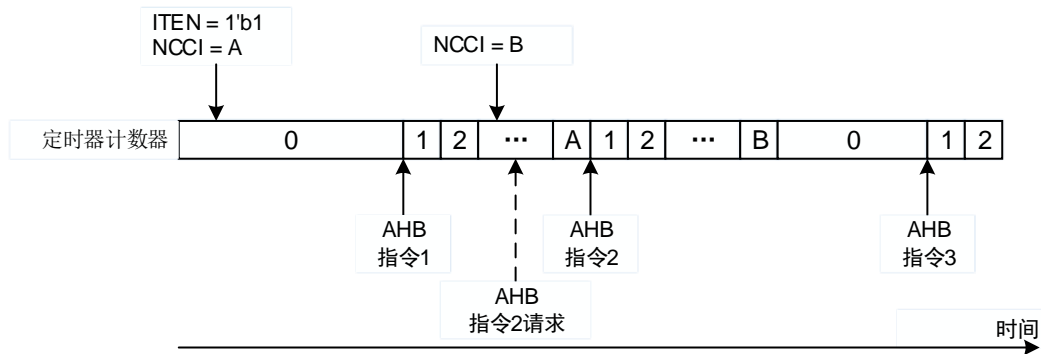 ITEN = 1'b1
NCCI = A
NCCI = B
定时器计数器 0 1 2 ... A 1 2 ... B 0 1 2
AHB
指令1
AHB
指令2
AHB
指令3
AHB
指令2请求
时间